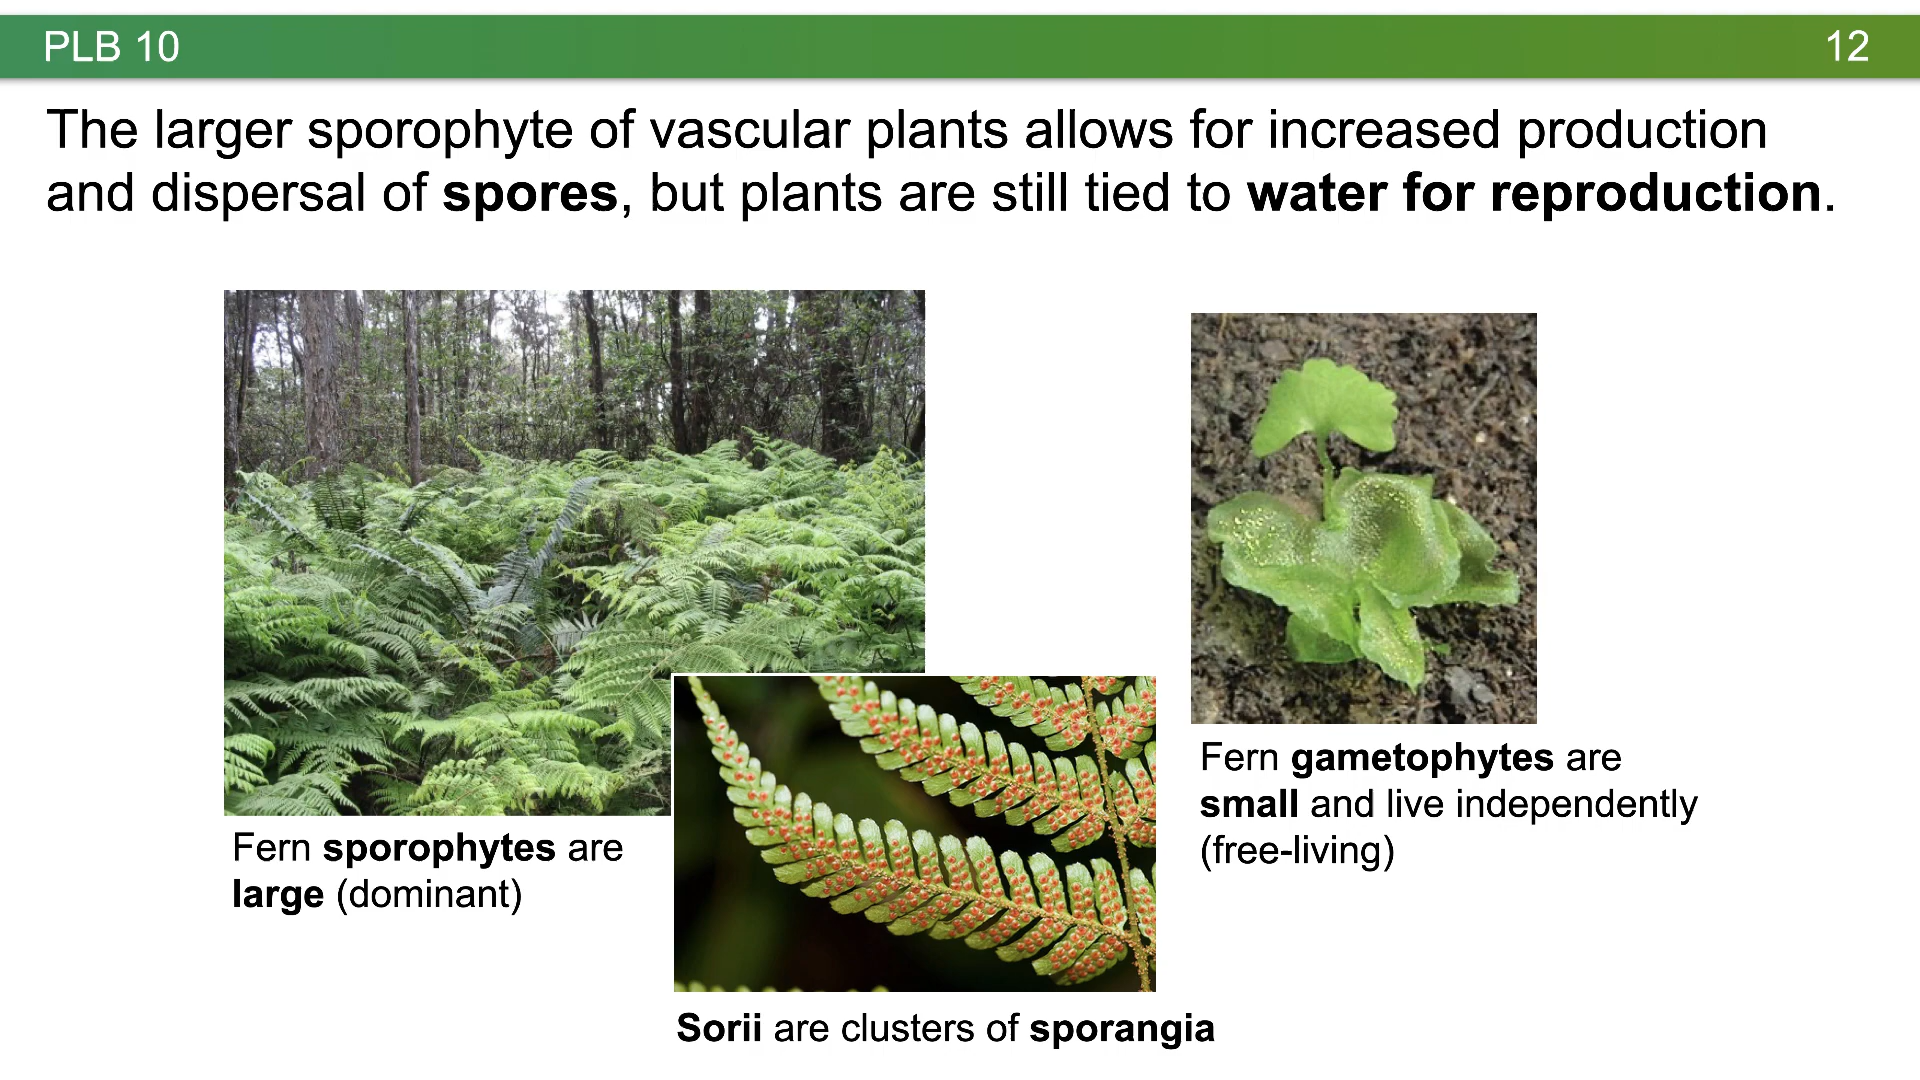 PLB 10
12
The larger sporophyte of vascular plants allows for increased production
and dispersal of spores, but plants are still tied to water for reproduction.
Fern sporophytes are
large (dominant)
Fern gametophytes are
small and live independently
(free-living)
Sorii are clusters of sporangia